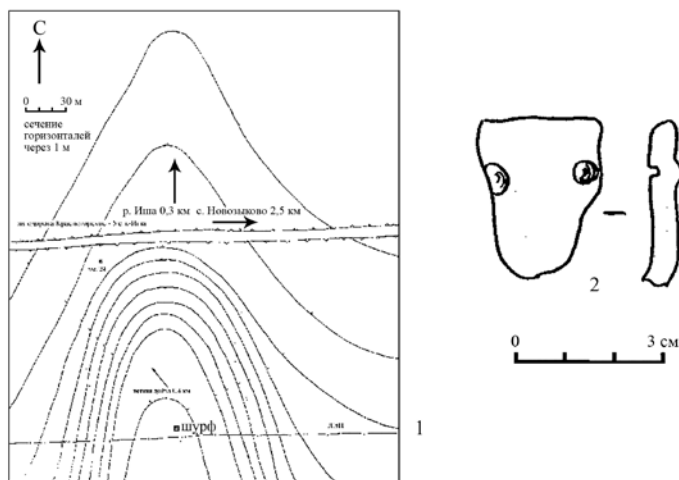 С
0 30 м
сечение
горизонталей
через 1 м
р. Иша 0,3 км с. Новозыково 2,5 км
шурф
ЛЭП
1
2
0 3 см